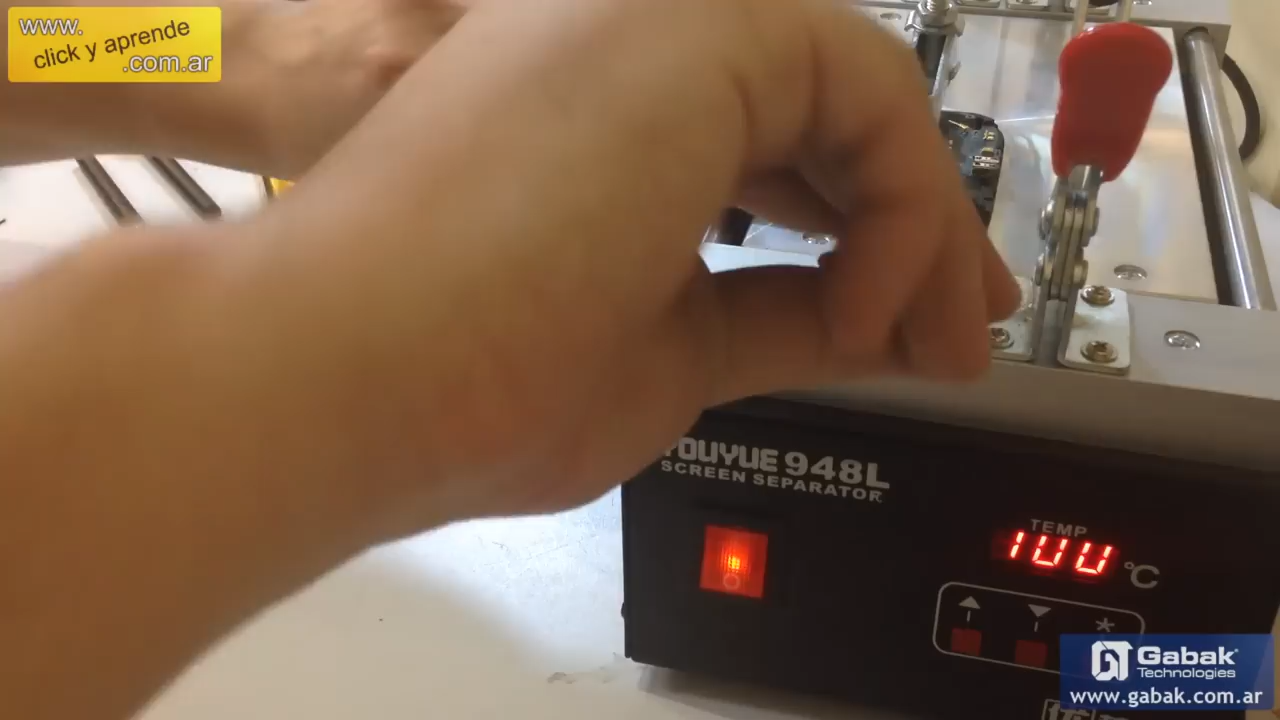 www.
click y aprende
.com.ar
YOUYUE 948L
SCREEN SEPARATOR
TEMP
100 °C
Gabak
Technologies
www.gabak.com.ar